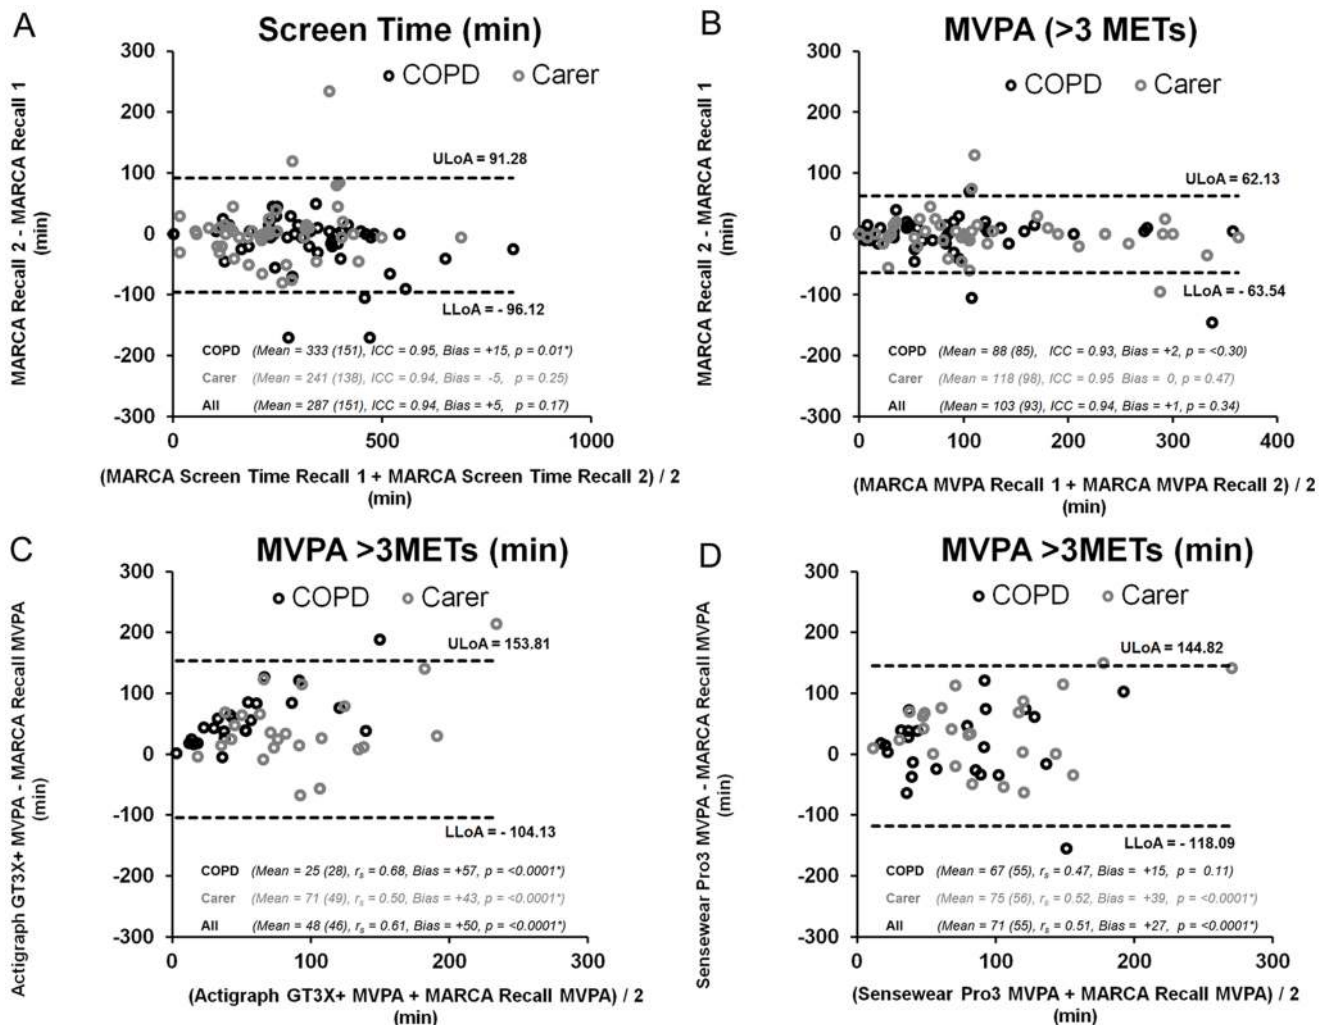 A
Screen Time (min)
COPD Carer
MARCA Recall 2 - MARCA Recall 1
(min)
300
200
100
0
-100
-200
-300
ULoA = 91.28
LLoA = - 96.12
COPD (Mean = 333 (151), ICC = 0.95, Bias = +15, p = 0.01*)
Carer (Mean = 241 (138), ICC = 0.94, Bias = -5, p = 0.25)
All (Mean = 287 (151), ICC = 0.94, Bias = +5, p = 0.17)
0 500 1000
(MARCA Screen Time Recall 1 + MARCA Screen Time Recall 2) / 2
(min)
B
MVPA (>3 METs)
COPD Carer
MARCA Recall 2 - MARCA Recall 1
(min)
300
200
100
0
-100
-200
-300
ULoA = 62.13
LLoA = - 63.54
COPD (Mean = 88 (85), ICC = 0.93, Bias = +2, p = <0.30)
Carer (Mean = 118 (98), ICC = 0.95 Bias = 0, p = 0.47)
All (Mean = 103 (93), ICC = 0.94, Bias = +1, p = 0.34)
0 100 200 300 400
(MARCA MVPA Recall 1 + MARCA MVPA Recall 2) / 2
(min)
C
MVPA >3METs (min)
COPD Carer
Actigraph GT3X+ MVPA - MARCA Recall MVPA
(min)
300
200
100
0
-100
-200
-300
ULoA = 153.81
LLoA = - 104.13
COPD (Mean = 25 (28), rs = 0.68, Bias = +57, p = <0.0001*)
Carer (Mean = 71 (49), rs = 0.50, Bias = +43, p = <0.0001*)
All (Mean = 48 (46), rs = 0.61, Bias = +50, p = <0.0001*)
0 100 200 300
(Actigraph GT3X+ MVPA + MARCA Recall MVPA) / 2
(min)
D
MVPA >3METs (min)
COPD Carer
Sensewear Pro3 MVPA - MARCA Recall MVPA
(min)
300
200
100
0
-100
-200
-300
ULoA = 144.82
LLoA = - 118.09
COPD (Mean = 67 (55), rs = 0.47, Bias = +15, p = 0.11)
Carer (Mean = 75 (56), rs = 0.52, Bias = +39, p = <0.0001*)
All (Mean = 71 (55), rs = 0.51, Bias = +27, p = <0.0001*)
0 100 200 300
(Sensewear Pro3 MVPA + MARCA Recall MVPA) / 2
(min)